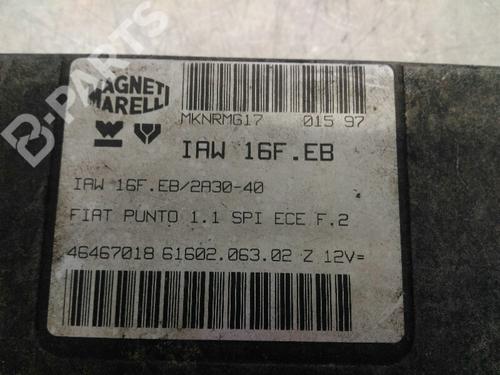 MAGNETI
MARELLI
MKNRMG17 015 97
IAW 16F.EB
IAW 16F.EB/2A30-40
FIAT PUNTO 1.1 SPI ECE F.2
46467018 61602.063.02 Z 12V=
B-PARTS